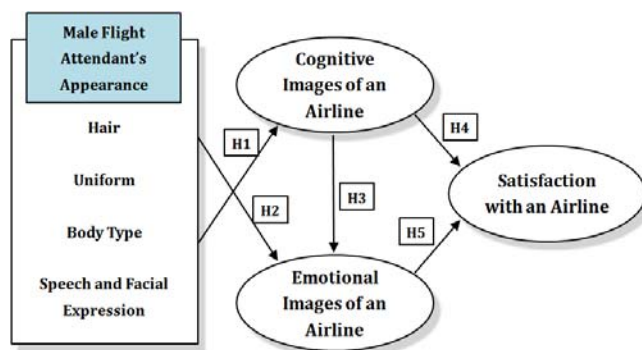 Male Flight
Attendant's
Appearance
Hair
Uniform
Body Type
Speech and Facial
Expression
Cognitive
Images of an
Airline
H1
H2
H3
H4
H5
Emotional
Images of an
Airline
Satisfaction
with an Airline